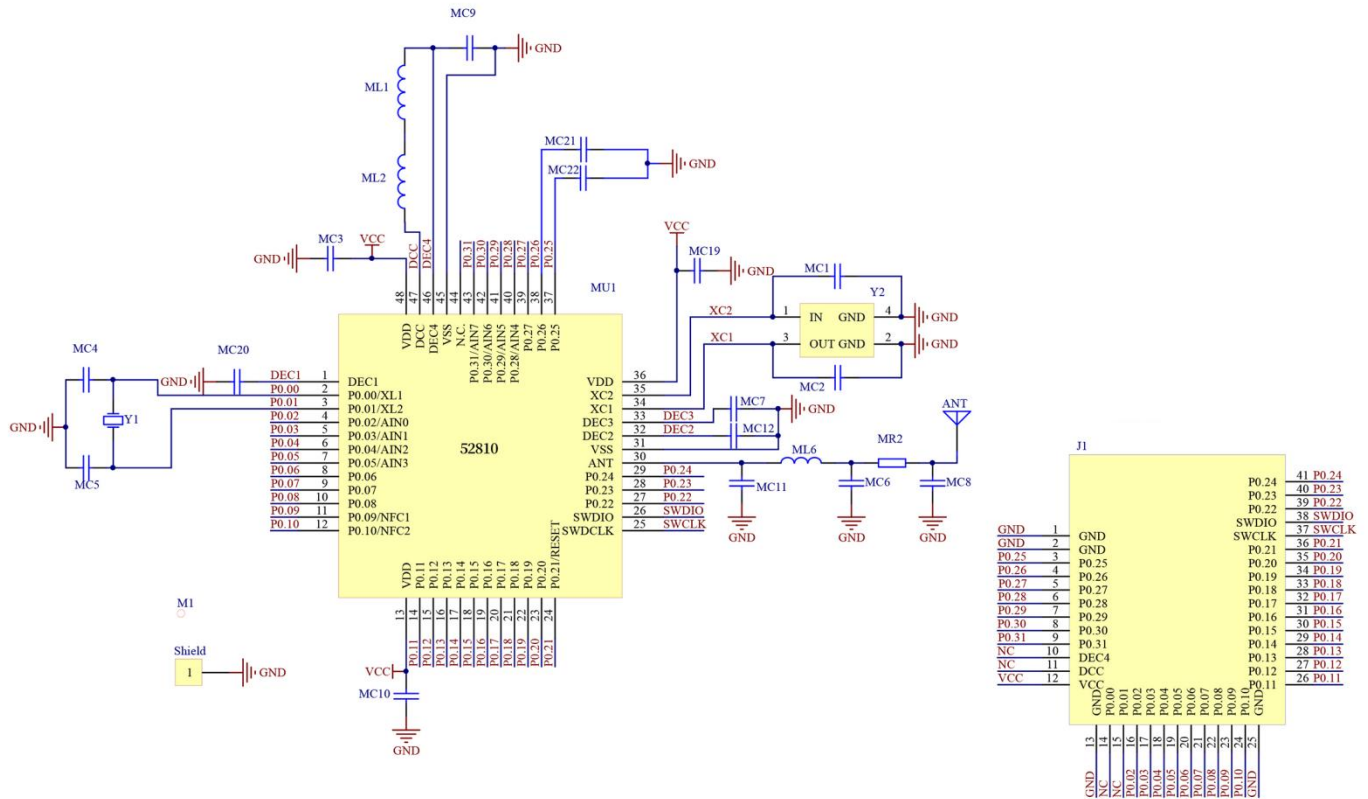 MC9
GND
ML1
ML2
MC21
MC22
GND
MC3
VCC
GND
DCC
DEC4
P0.31
P0.30
P0.29
P0.28
P0.27
P0.26
P0.25
48
47
46
45
44
43
42
41
40
39
38
37
VDD
DCC
DEC4
VSS
N.C.
P0.31/AIN7
P0.30/AIN6
P0.29/AIN5
P0.28/AIN4
P0.27
P0.26
P0.25
MU1
VCC
MC19
GND
MC1
Y2
XC2
1 IN GND 4
GND
XC1
3 OUT GND 2
GND
MC2
MC4
MC20
GND
Y1
GND
MC5
DEC1 1 DEC1
P0.00 2 P0.00/XL1
P0.01 3 P0.01/XL2
P0.02 4 P0.02/AIN0
P0.03 5 P0.03/AIN1
P0.04 6 P0.04/AIN2
P0.05 7 P0.05/AIN3
P0.06 8 P0.06
P0.07 9 P0.07
P0.08 10 P0.08
P0.09 11 P0.09/NFC1
P0.10 12 P0.10/NFC2
52810
VDD 36
XC2 35
XC1 34
DEC3 33 DEC3
DEC2 32 DEC2
VSS 31
ANT 30
P0.24 29 P0.24
P0.23 28 P0.23
P0.22 27 P0.22
SWDIO 26 SWDIO
SWDCLK 25 SWCLK
MC7
GND
MC12
ML6
MR2
ANT
MC11
MC6
MC8
GND
GND
GND
VDD
P0.11
P0.12
P0.13
P0.14
P0.15
P0.16
P0.17
P0.18
P0.19
P0.20
P0.21/RESET
13
14
15
16
17
18
19
20
21
22
23
24
P0.11
P0.12
P0.13
P0.14
P0.15
P0.16
P0.17
P0.18
P0.19
P0.20
P0.21
VCC
MC10
GND
M1
Shield
1
GND
J1
GND 1 GND
GND 2 GND
P0.25 3 P0.25
P0.26 4 P0.26
P0.27 5 P0.27
P0.28 6 P0.28
P0.29 7 P0.29
P0.30 8 P0.30
P0.31 9 P0.31
NC 10 DEC4
NC 11 DCC
VCC 12 VCC
P0.24 41 P0.24
P0.23 40 P0.23
P0.22 39 P0.22
SWDIO 38 SWDIO
SWCLK 37 SWCLK
P0.21 36 P0.21
P0.20 35 P0.20
P0.19 34 P0.19
P0.18 33 P0.18
P0.17 32 P0.17
P0.16 31 P0.16
P0.15 30 P0.15
P0.14 29 P0.14
P0.13 28 P0.13
P0.12 27 P0.12
P0.11 26 P0.11
GND
P0.00
P0.01
P0.02
P0.03
P0.04
P0.05
P0.06
P0.07
P0.08
P0.09
P0.10
GND
13
14
15
16
17
18
19
20
21
22
23
24
25
GND
NC
NC
P0.02
P0.03
P0.04
P0.05
P0.06
P0.07
P0.08
P0.09
P0.10
GND